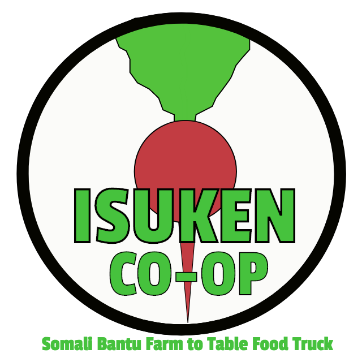 ISUKEN
CO-OP
Somali Bantu Farm to Table Food Truck